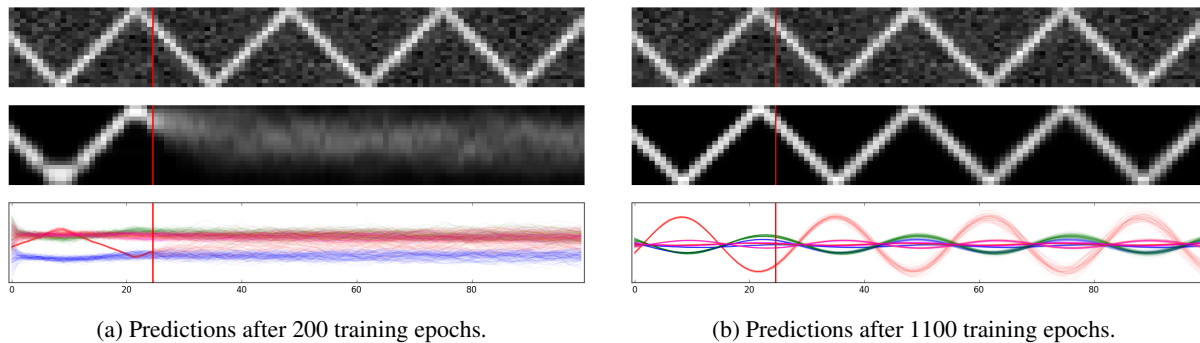 0 20 40 60 80
(a) Predictions after 200 training epochs.
0 20 40 60 80
(b) Predictions after 1100 training epochs.